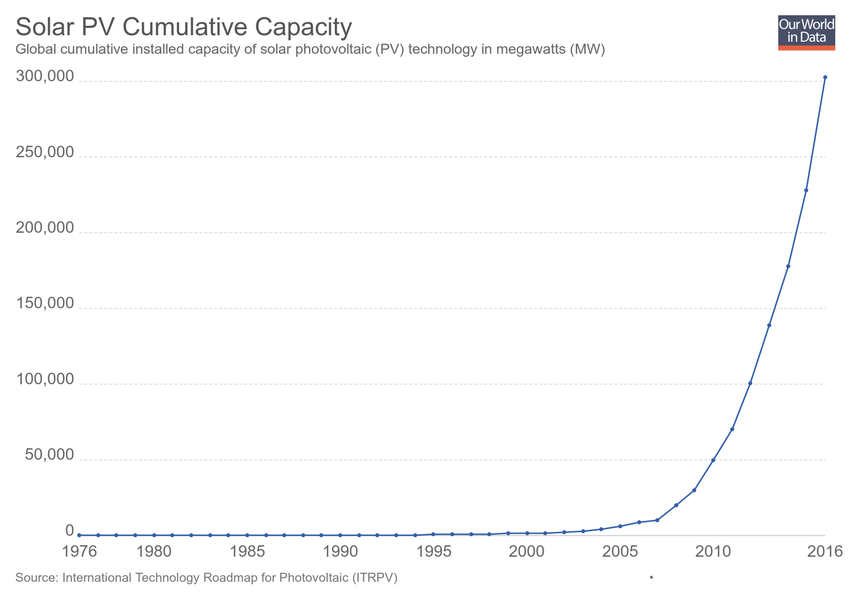 Solar PV Cumulative Capacity
Our World
in Data
Global cumulative installed capacity of solar photovoltaic (PV) technology in megawatts (MW)
300,000
250,000
200,000
150,000
100,000
50,000
0
1976 1980 1985 1990 1995 2000 2005 2010 2016
Source: International Technology Roadmap for Photovoltaic (ITRPV)